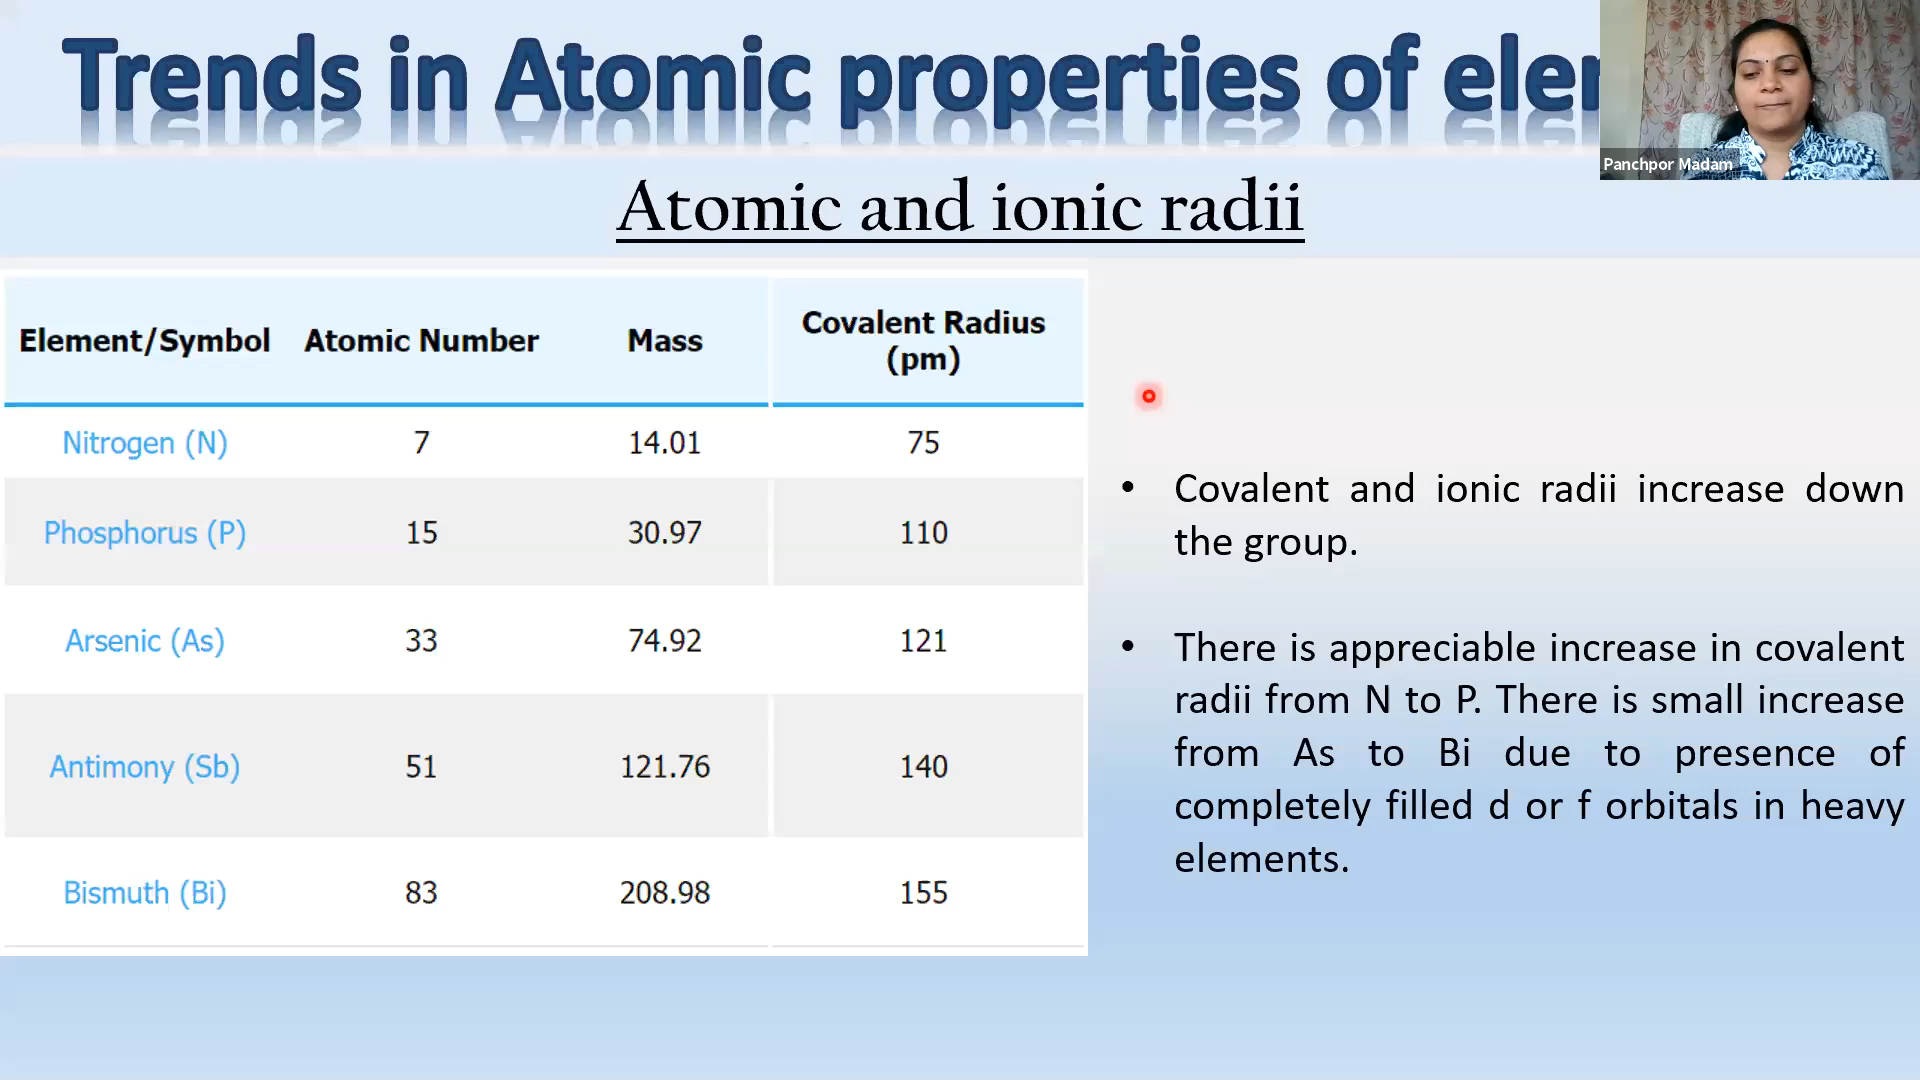 Trends in Atomic properties of elem
Panchpor Madam
Atomic and ionic radii
Element/Symbol Atomic Number Mass Covalent Radius (pm)
Nitrogen (N) 7 14.01 75
Phosphorus (P) 15 30.97 110
Arsenic (As) 33 74.92 121
Antimony (Sb) 51 121.76 140
Bismuth (Bi) 83 208.98 155
• Covalent and ionic radii increase down
the group.
• There is appreciable increase in covalent
radii from N to P. There is small increase
from As to Bi due to presence of
completely filled d or f orbitals in heavy
elements.